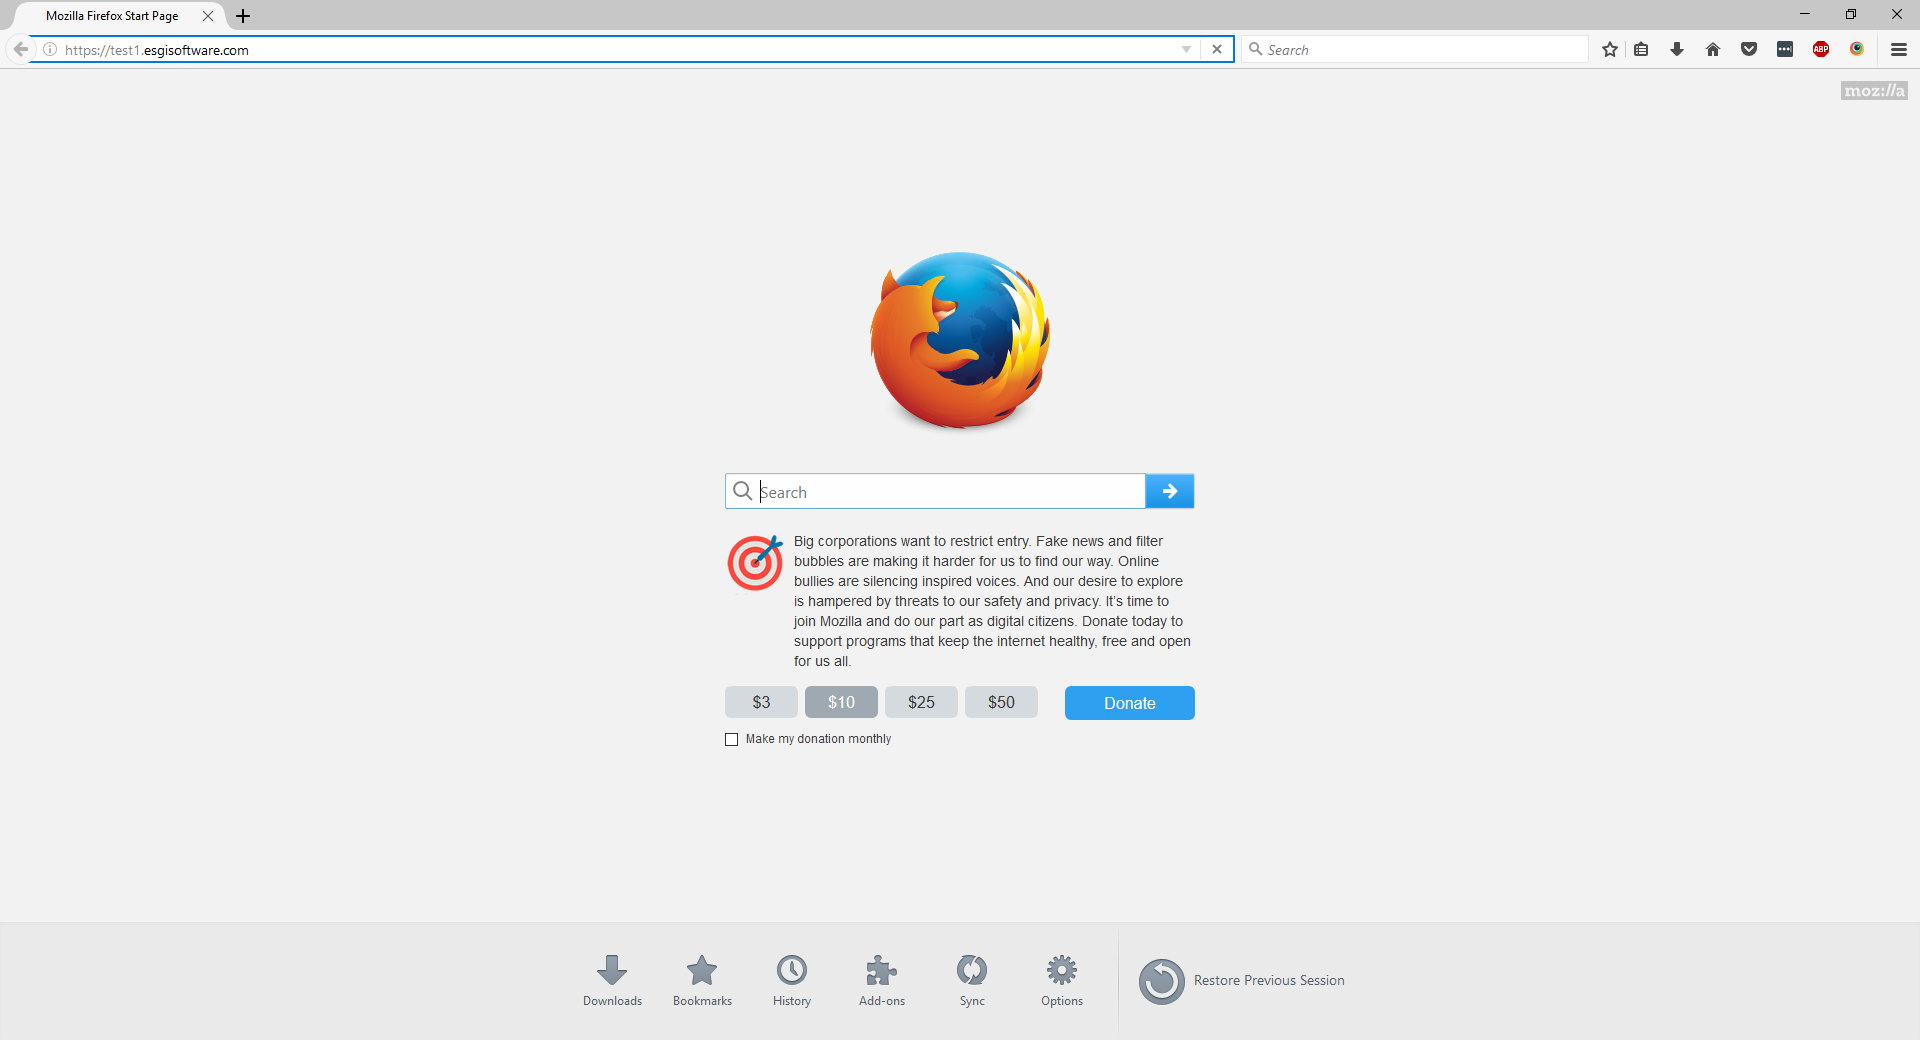 Mozilla Firefox Start Page
https://test1.esgisoftware.com
Search
ABP
moz://a
Search
Big corporations want to restrict entry. Fake news and filter
bubbles are making it harder for us to find our way. Online
bullies are silencing inspired voices. And our desire to explore
is hampered by threats to our safety and privacy. It's time to
join Mozilla and do our part as digital citizens. Donate today to
support programs that keep the internet healthy, free and open
for us all.
$3
$10
$25
$50
Donate
Make my donation monthly
Downloads
Bookmarks
History
Add-ons
Sync
Options
Restore Previous Session